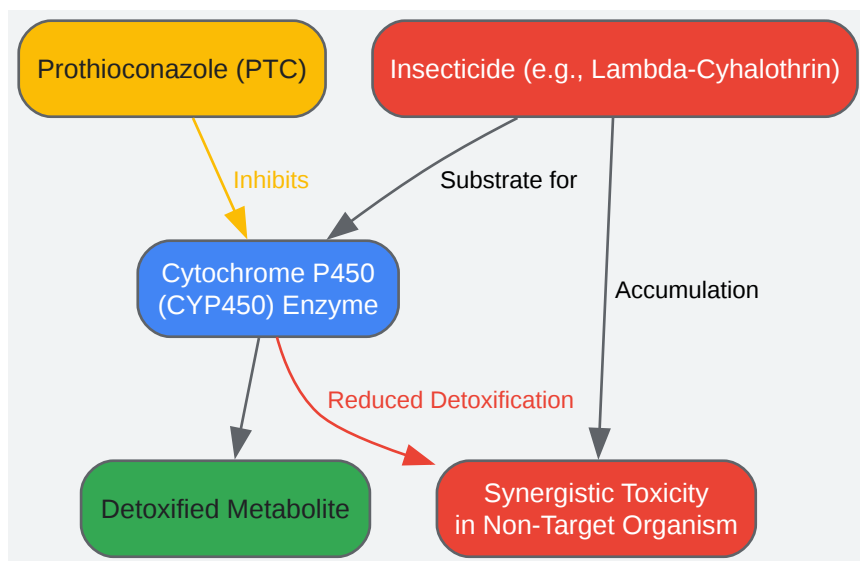 Prothioconazole (PTC)
Insecticide (e.g., Lambda-Cyhalothrin)
Inhibits
Substrate for
Cytochrome P450
(CYP450) Enzyme
Accumulation
Reduced Detoxification
Detoxified Metabolite
Synergistic Toxicity
in Non-Target Organism